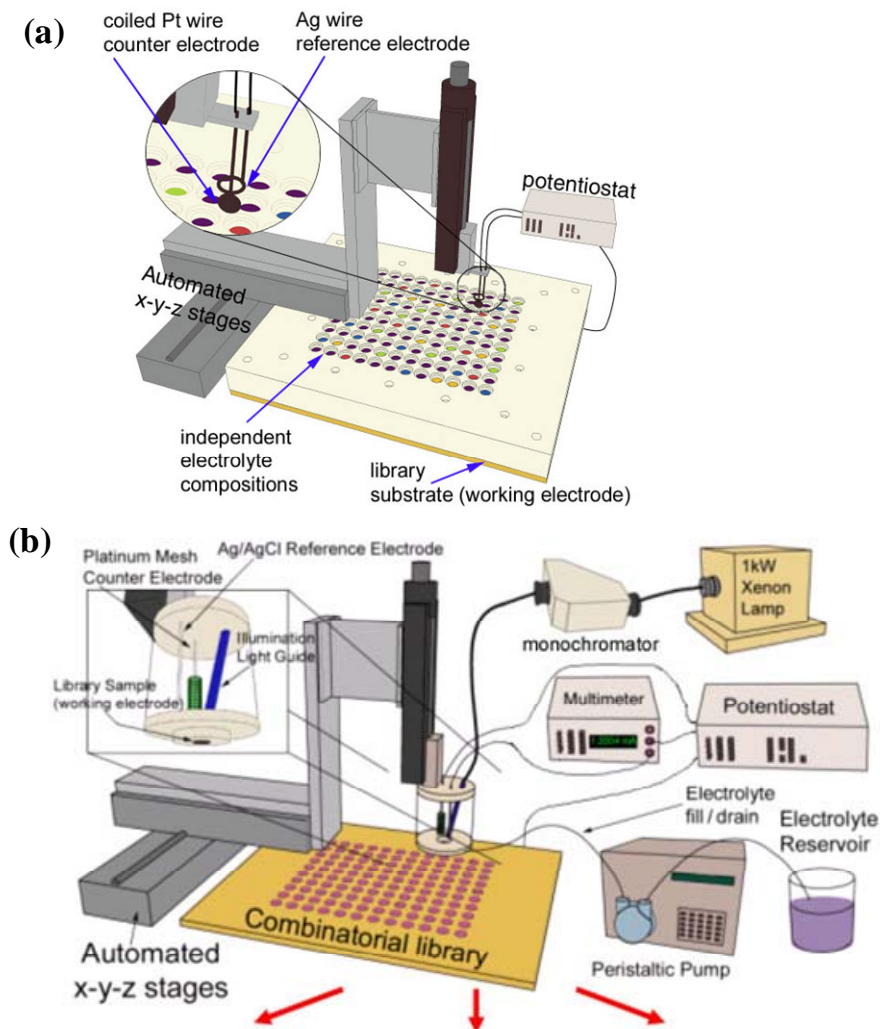 (a)
coiled Pt wire
counter electrode
Ag wire
reference electrode
potentiostat
Automated
x-y-z stages
independent
electrolyte
compositions
library
substrate (working electrode)
(b)
Ag/AgCl Reference Electrode
Platinum Mesh
Counter Electrode
Illumination
Light Guide
Library Sample
(working electrode)
1kW
Xenon
Lamp
monochromator
Multimeter
Potentiostat
Electrolyte
fill / drain
Electrolyte
Reservoir
Combinatorial library
Automated
x-y-z stages
Peristaltic Pump